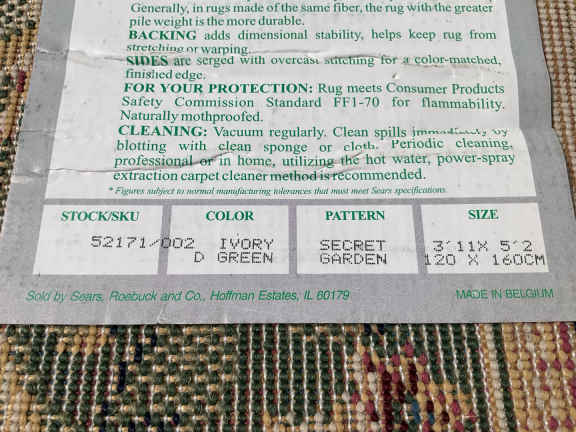 Generally, in rugs made of the same fiber, the rug with the greater
pile weight is the more durable.
BACKING adds dimensional stability, helps keep rug from
stretching or warping.
SIDES are serged with overcast stitching for a color-matched,
finished edge.
FOR YOUR PROTECTION: Rug meets Consumer Products
Safety Commission Standard FF1-70 for flammability.
Naturally mothproofed.
CLEANING: Vacuum regularly. Clean spills immediately by
blotting with clean sponge or cloth. Periodic cleaning,
professional or in home, utilizing the hot water, power-spray
extraction carpet cleaner method is recommended.
* Figures subject to normal manufacturing tolerances that must meet Sears specifications.
STOCK/SKU COLOR PATTERN SIZE
52171/002 IVORY SECRET 3´11X 5´2
D GREEN GARDEN 120 X 160CM
Sold by Sears, Roebuck and Co., Hoffman Estates, IL 60179 MADE IN BELGIUM